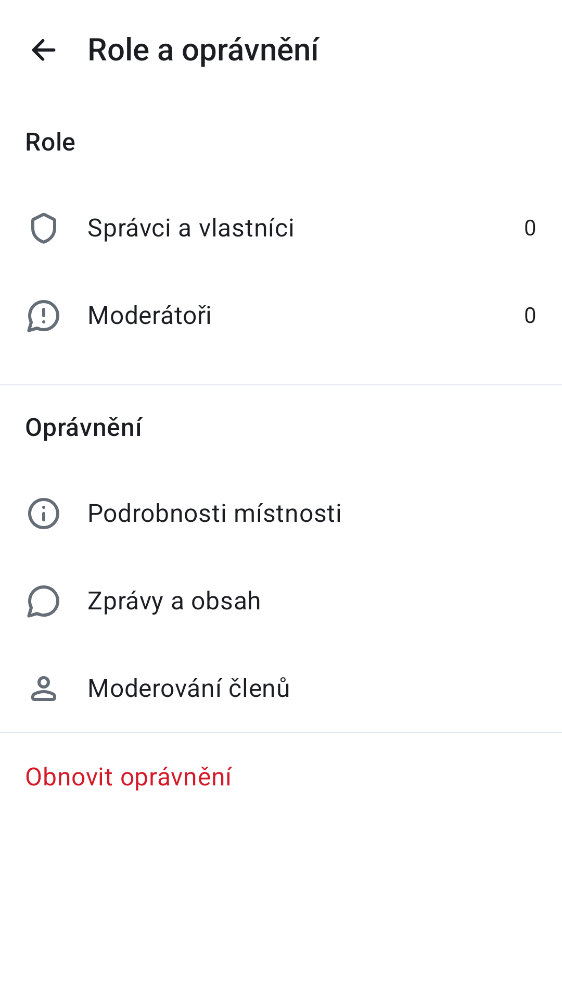 Role a oprávnění
Role
Správci a vlastníci 0
Moderátoři 0
Oprávnění
Podrobnosti místnosti
Zprávy a obsah
Moderování členů
Obnovit oprávnění